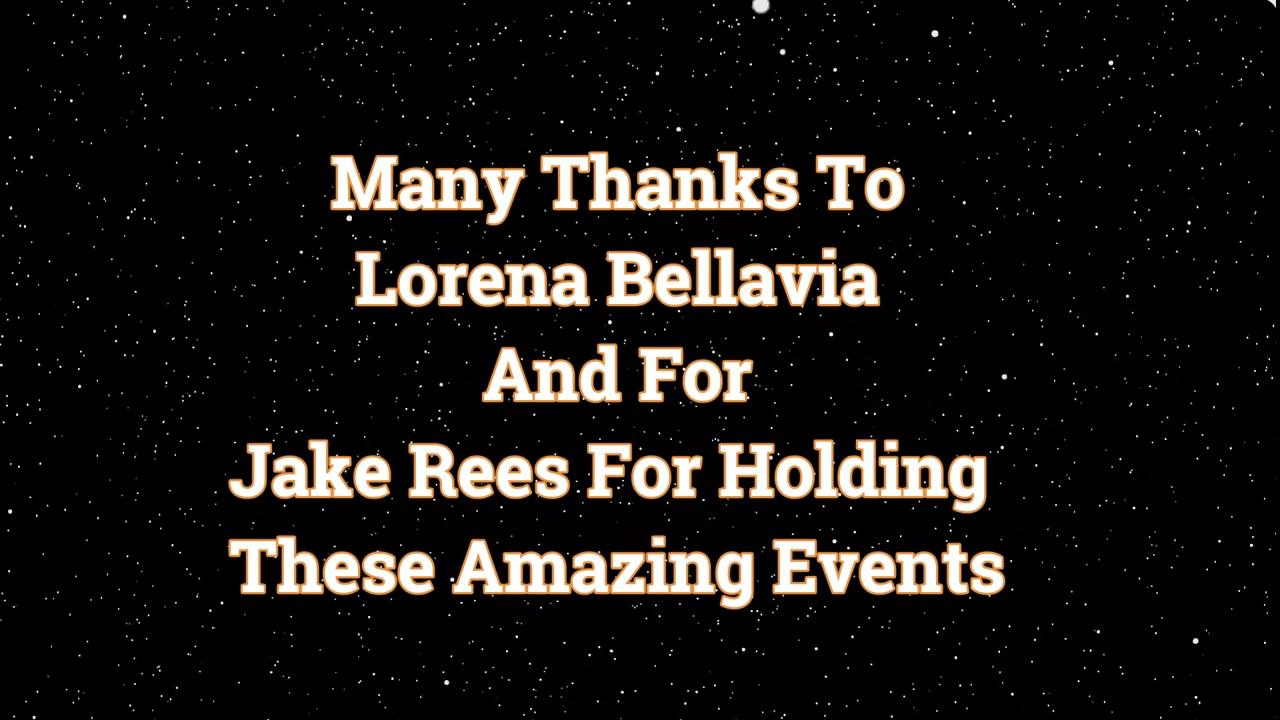 Many Thanks To
Lorena Bellavia
And For
Jake Rees For Holding
These Amazing Events